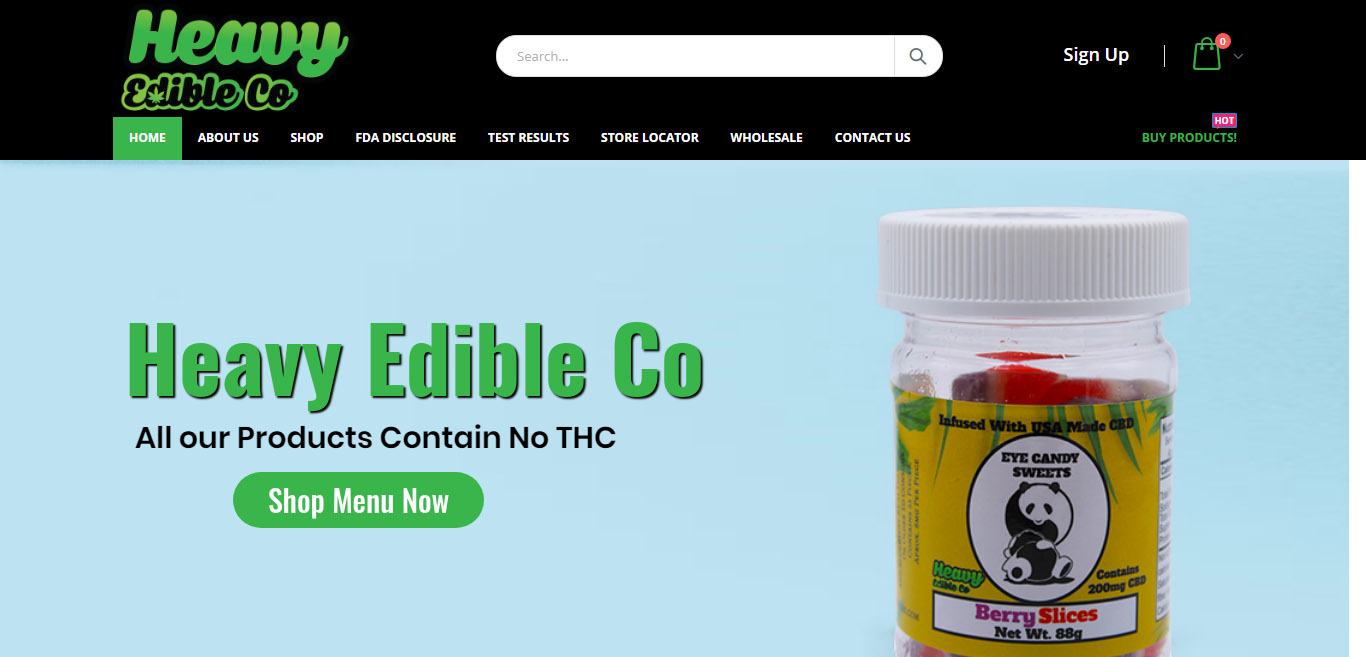 Heavy
Edible Co
Search...
Sign Up
0
HOME
ABOUT US
SHOP
FDA DISCLOSURE
TEST RESULTS
STORE LOCATOR
WHOLESALE
CONTACT US
HOT
BUY PRODUCTS!
Heavy Edible Co
All our Products Contain No THC
Shop Menu Now
Infused With USA Made CBD
EYE CANDY
SWEETS
Heavy
Edible Co
Contains
200mg CBD
Berry Slices
Net Wt. 88g